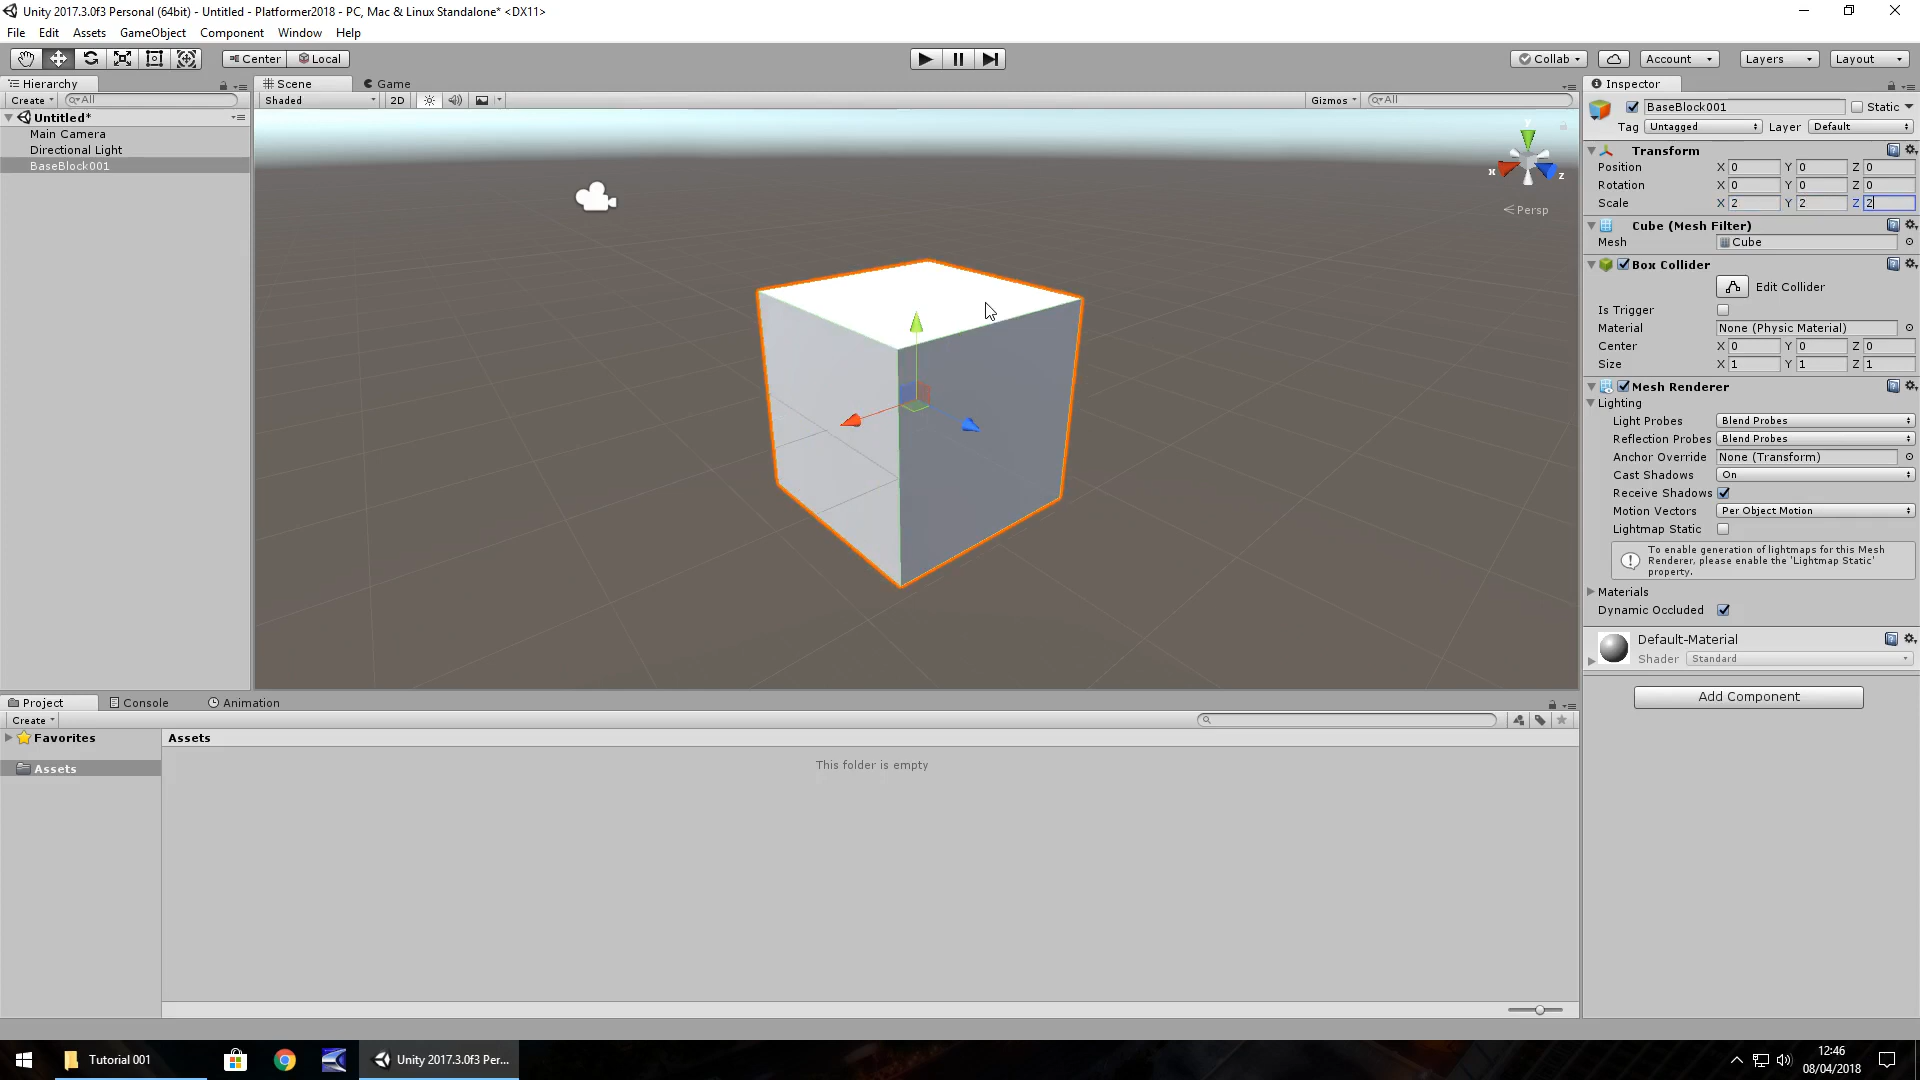 Unity 2017.3.0f3 Personal (64bit) - Untitled - Platformer2018 - PC, Mac & Linux Standalone* <DX11>
File Edit Assets GameObject Component Window Help
Center Local Collab Account Layers Layout
Hierarchy Scene Game Inspector
Create All Shaded 2D Gizmos All
BaseBlock001 Static
Untitled*
Tag Untagged Layer Default
Main Camera
Directional Light
BaseBlock001
y
x
z
Persp
Transform
Position X 0 Y 0 Z 0
Rotation X 0 Y 0 Z 0
Scale X 2 Y 2 Z 2
Cube (Mesh Filter)
Mesh Cube
Box Collider
Edit Collider
Is Trigger
Material None (Physic Material)
Center X 0 Y 0 Z 0
Size X 1 Y 1 Z 1
Mesh Renderer
Lighting
Light Probes Blend Probes
Reflection Probes Blend Probes
Anchor Override None (Transform)
Cast Shadows On
Receive Shadows
Motion Vectors Per Object Motion
Lightmap Static
To enable generation of lightmaps for this Mesh
Renderer, please enable the 'Lightmap Static'
property.
Materials
Dynamic Occluded
Default-Material
Shader Standard
Add Component
Project Console Animation
Create
Favorites
Assets
Assets
This folder is empty
Tutorial 001
Unity 2017.3.0f3 Per...
12:46
08/04/2018